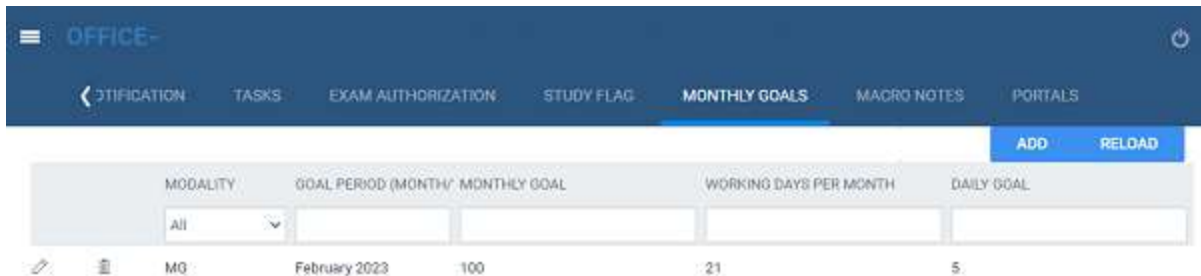 OFFICE-
OTIFICATION TASKS EXAM AUTHORIZATION STUDY FLAG MONTHLY GOALS MACRO NOTES PORTALS
ADD RELOAD
MODALITY GOAL PERIOD (MONTH/ MONTHLY GOAL WORKING DAYS PER MONTH DAILY GOAL
All
MG February 2023 100 21 5